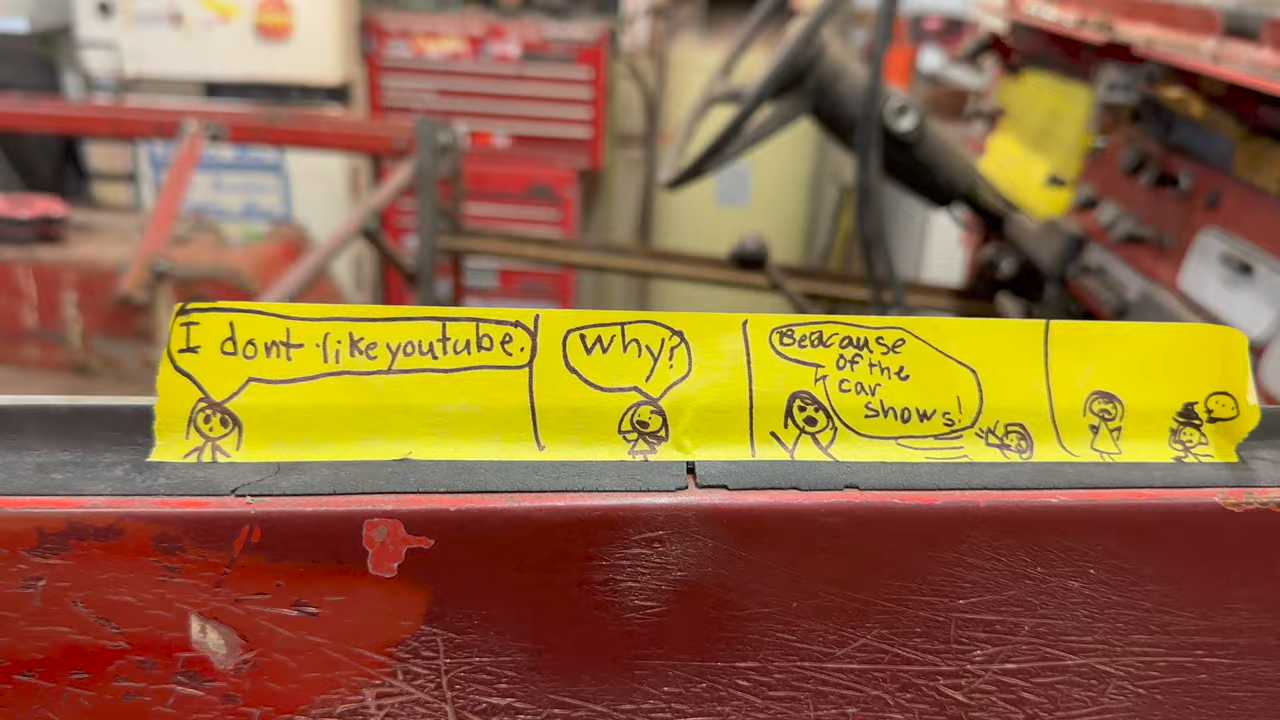 I dont like youtube.
Why?
Beacause
of the
car
shows!